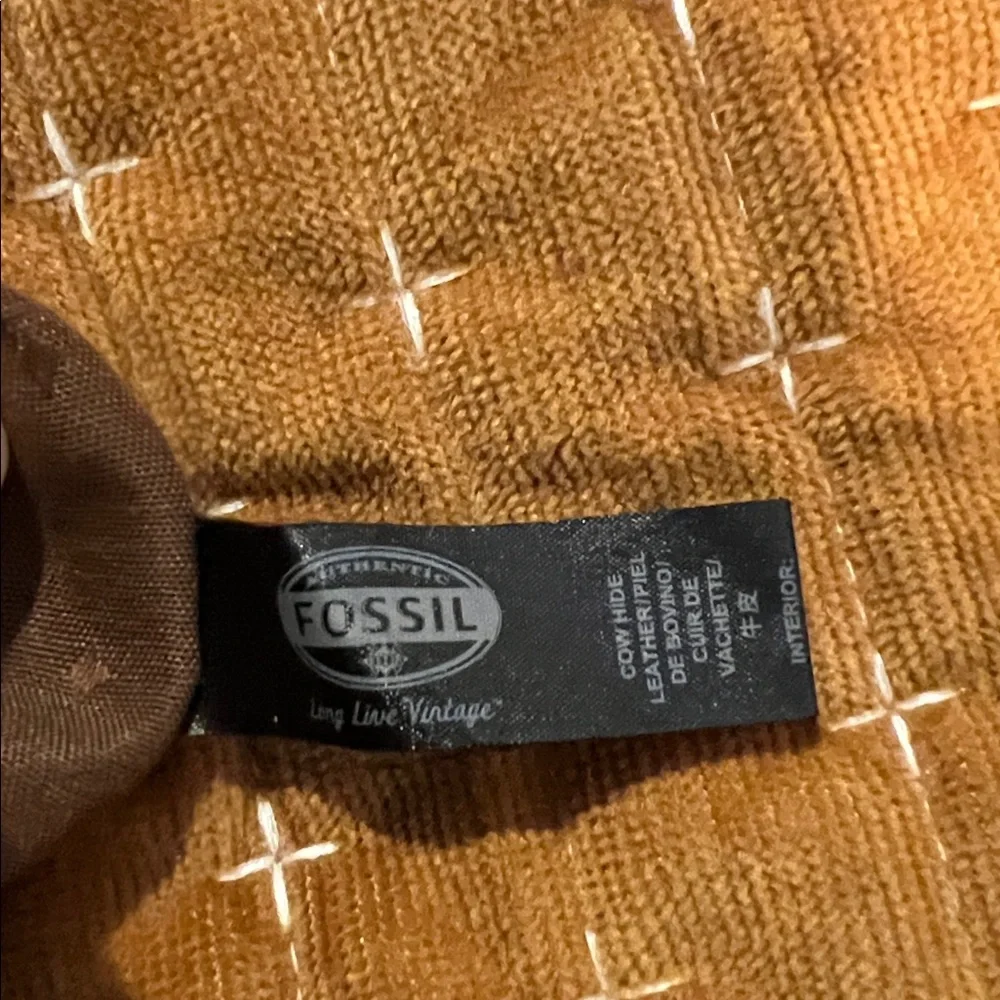 AUTHENTIC
FOSSIL
Long Live Vintage™
COW HIDE
LEATHER/PIEL
DE BOVINO/
CUIR DE
VACHETTE/
牛皮
INTERIOR: